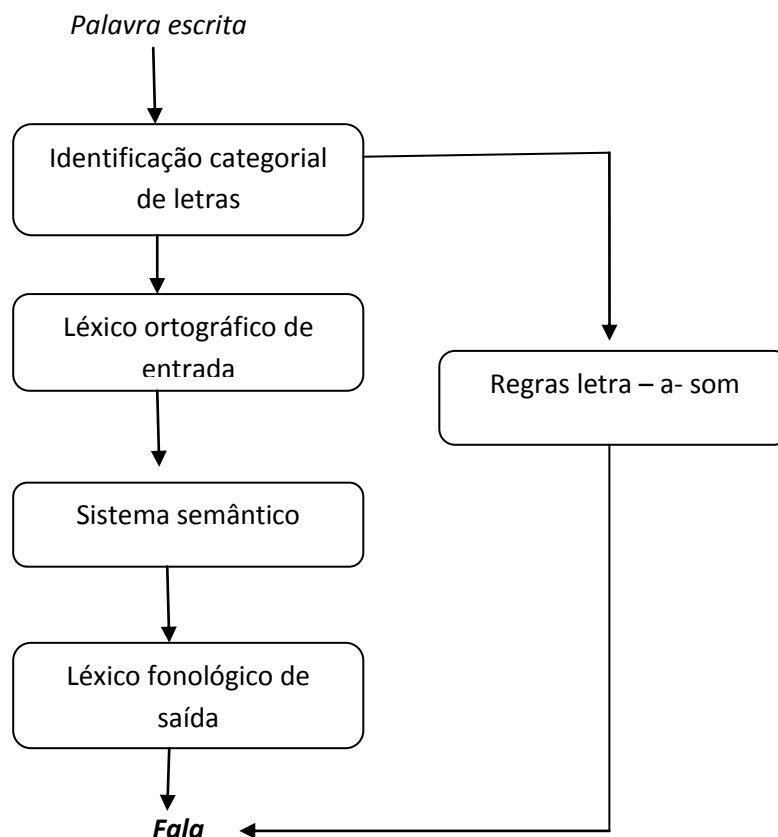 Palavra escrita
Identificação categorial
de letras
Léxico ortográfico de
entrada
Regras letra – a- som
Sistema semântico
Léxico fonológico de
saída
Fala